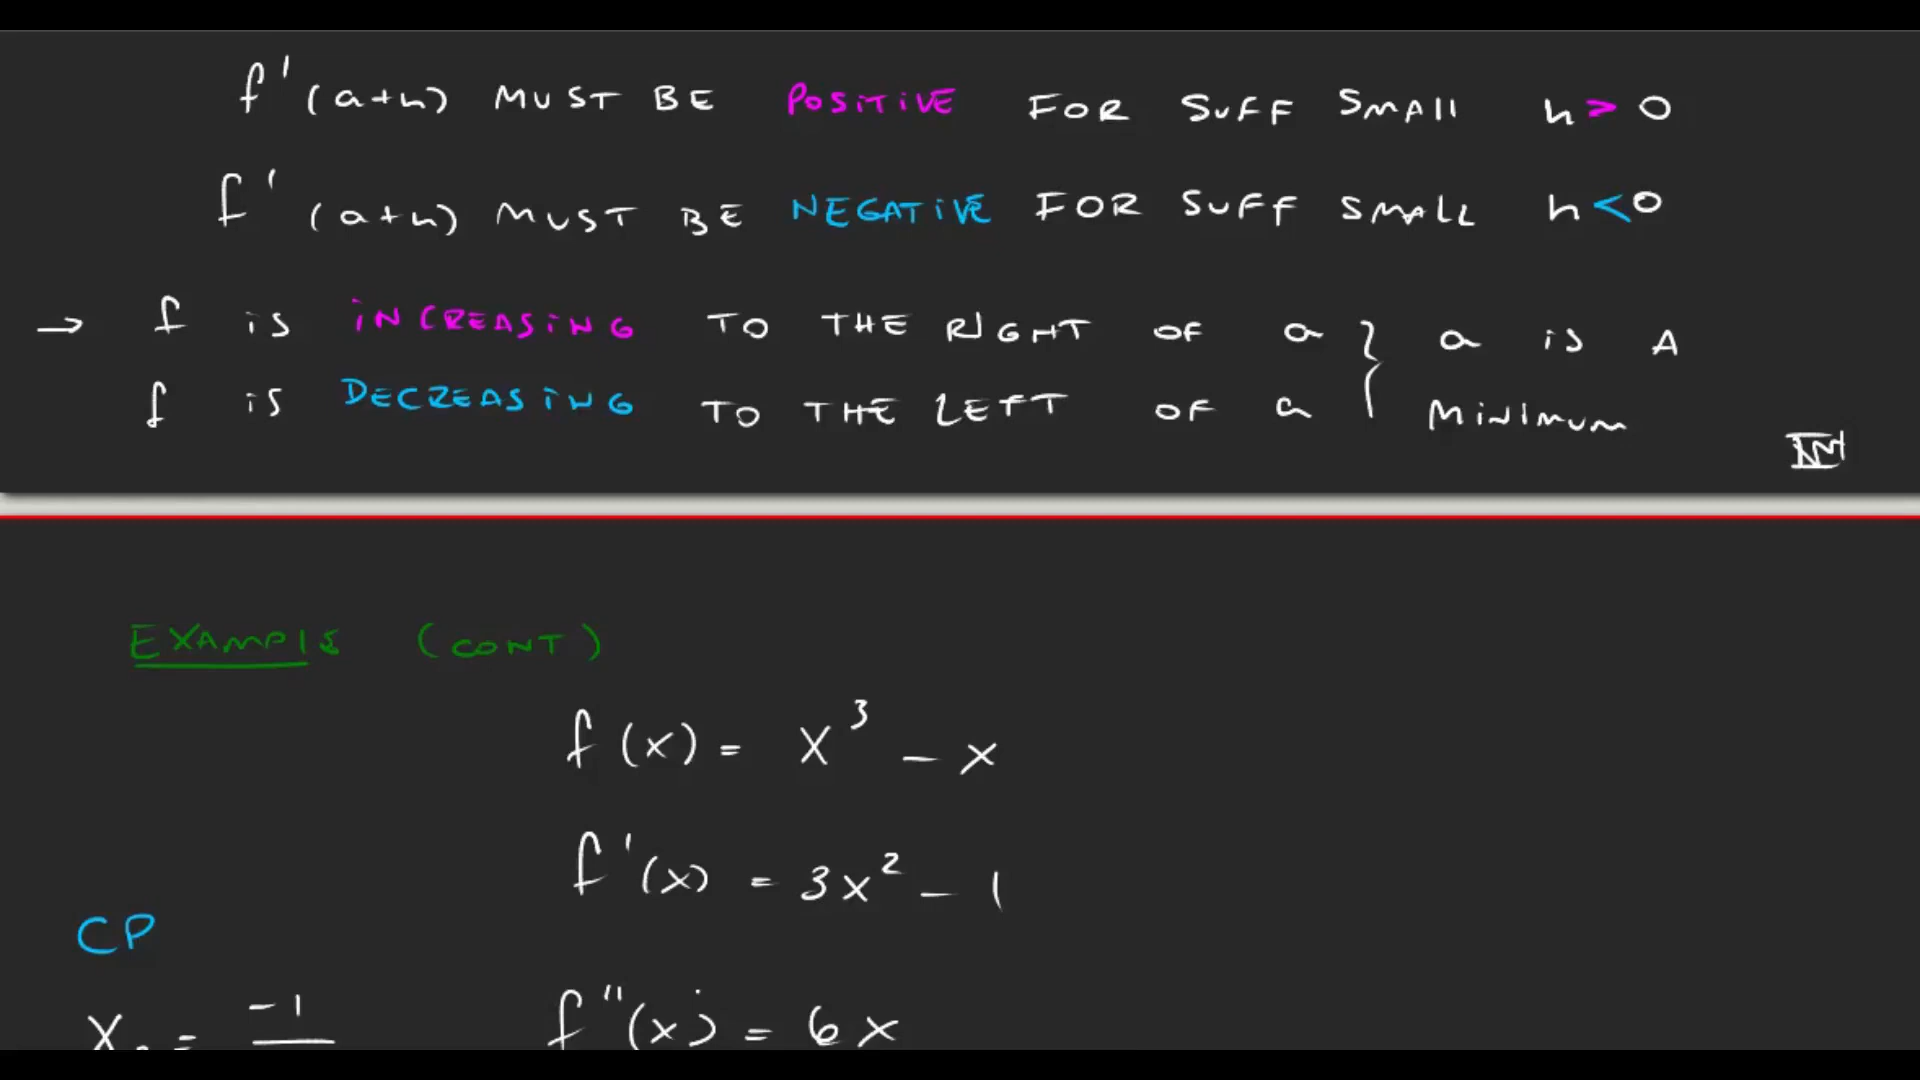 f'(a+h) MUST BE POSITIVE FOR SUFF SMALL h > 0
f'(a+h) MUST BE NEGATIVE FOR SUFF SMALL h < 0
→ f is INCREASING TO THE RIGHT OF a } a is A
f is DECREASING TO THE LEFT OF a MINIMUM
EXAMPLE (CONT)
f(x) = x³ - x
f'(x) = 3x² - 1
CP
-1
f''(x) = 6x